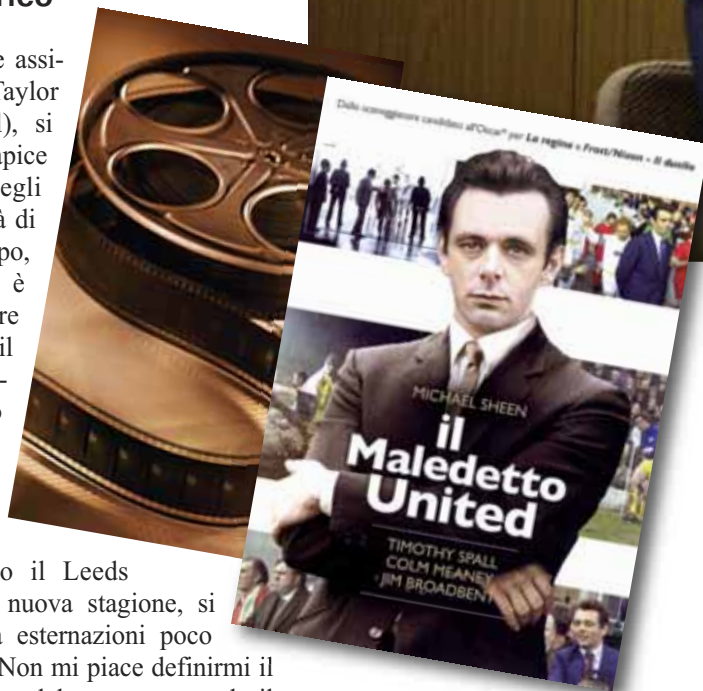 e assi-
Taylor
), si
apice
egli
à di
po,
è
re
il
-
o
o il Leeds
nuova stagione, si
a esternazioni poco
Non mi piace definirmi il
il
Dallo sceneggiatore candidato all'Oscar® per La regina e Frost/Nixon - Il duello
MICHAEL SHEEN
il
Maledetto
United
TIMOTHY SPALL
COLM MEANEY
JIM BROADBENT